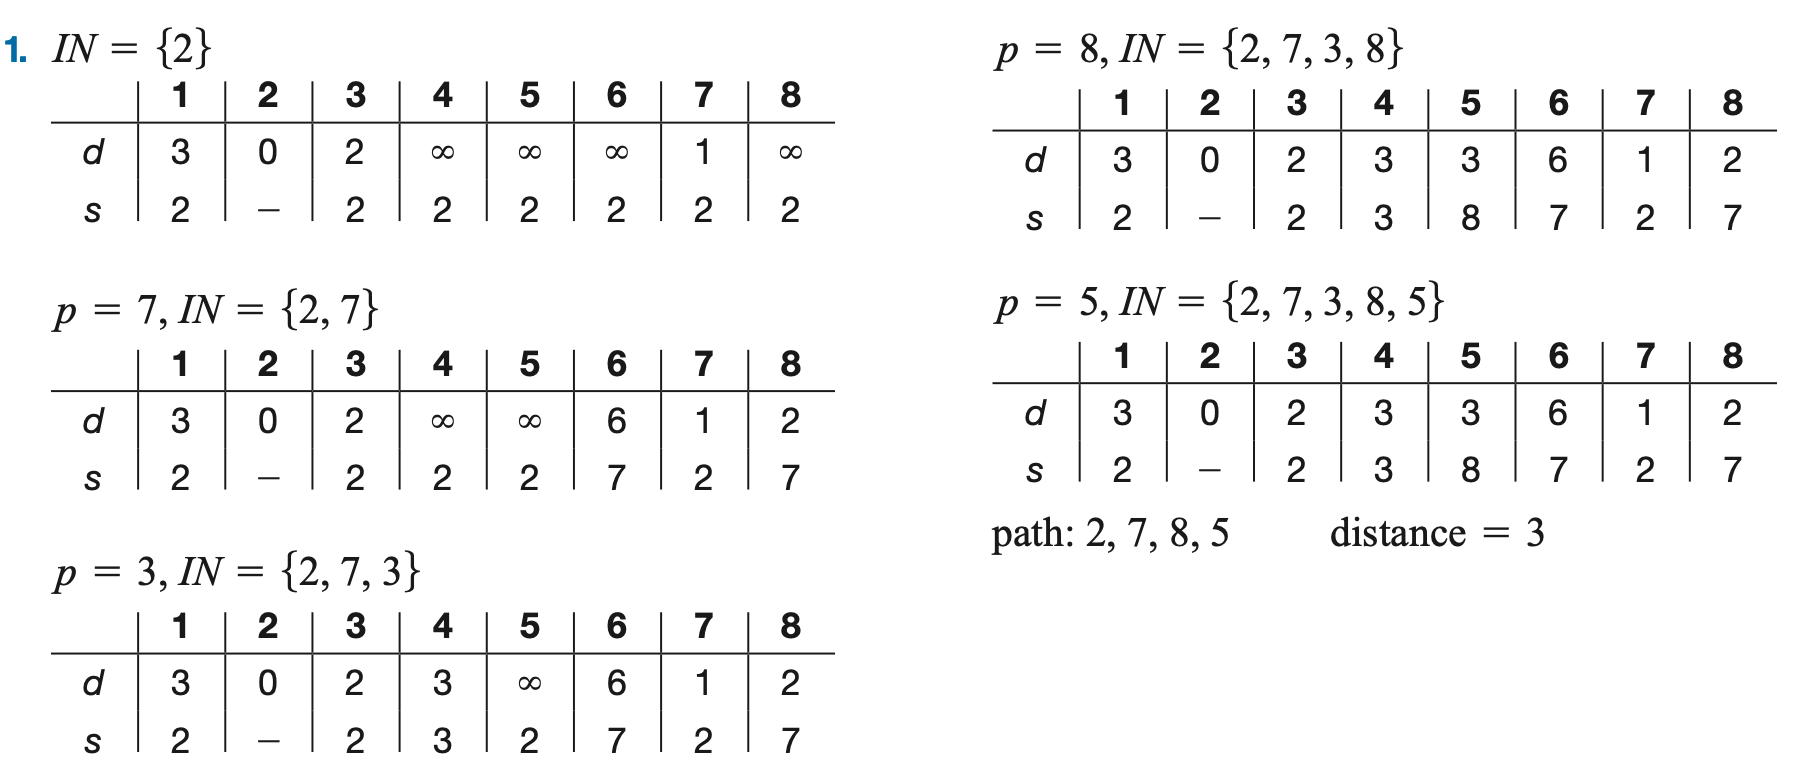 1. IN = {2}
1 2 3 4 5 6 7 8
d 3 0 2 ∞ ∞ ∞ 1 ∞
s 2 – 2 2 2 2 2 2
p = 7, IN = {2, 7}
1 2 3 4 5 6 7 8
d 3 0 2 ∞ ∞ 6 1 2
s 2 – 2 2 2 7 2 7
p = 3, IN = {2, 7, 3}
1 2 3 4 5 6 7 8
d 3 0 2 3 ∞ 6 1 2
s 2 – 2 3 2 7 2 7
p = 8, IN = {2, 7, 3, 8}
1 2 3 4 5 6 7 8
d 3 0 2 3 3 6 1 2
s 2 – 2 3 8 7 2 7
p = 5, IN = {2, 7, 3, 8, 5}
1 2 3 4 5 6 7 8
d 3 0 2 3 3 6 1 2
s 2 – 2 3 8 7 2 7
path: 2, 7, 8, 5 distance = 3